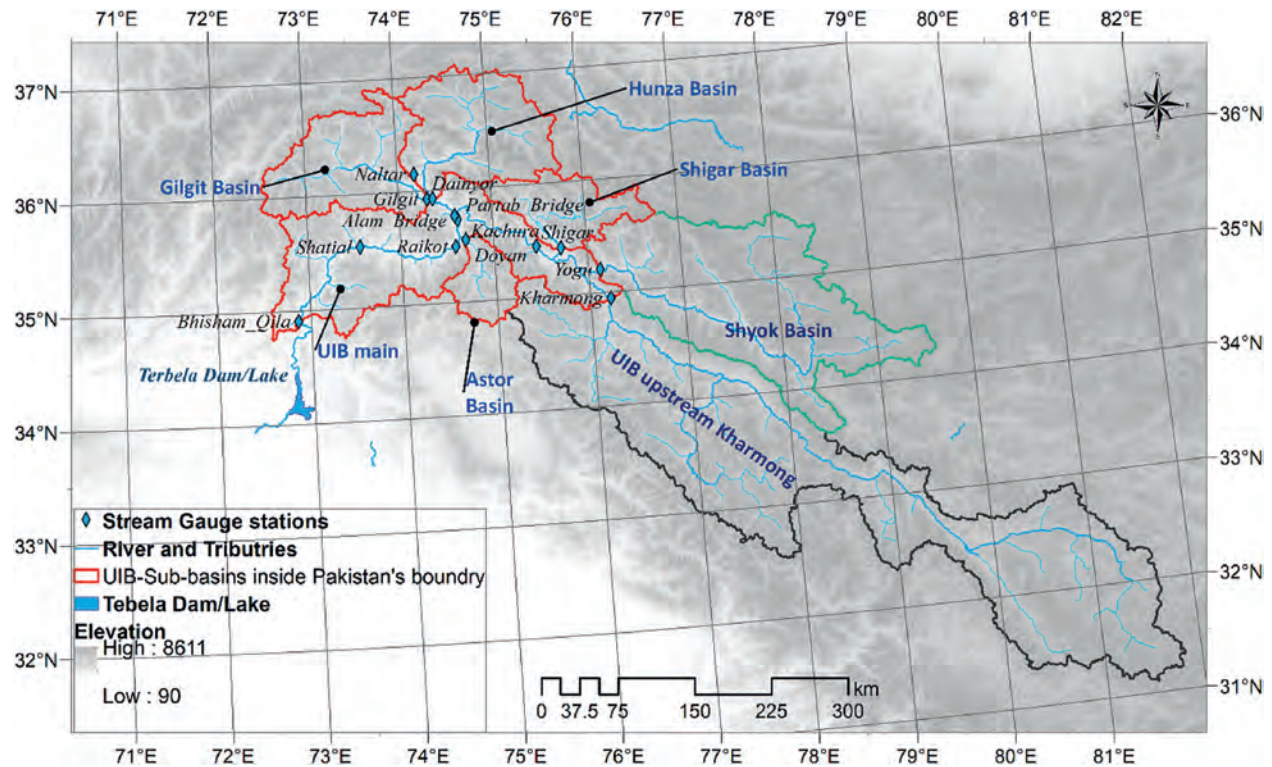 71°E 72°E 73°E 74°E 75°E 76°E 77°E 78°E 79°E 80°E 81°E 82°E
37°N
36°N
35°N
34°N
33°N
32°N
36°N
35°N
34°N
33°N
32°N
31°N
Hunza Basin
Shigar Basin
Gilgit Basin
Naltar
Dainyor
Gilgit
Partab Bridge
Alam Bridge
Kachura
Shigar
Shatial
Raikot
Doyan
Yogu
Kharmong
Bhisham_Qila
Shyok Basin
UIB main
Terbela Dam/Lake
Astor
Basin
UIB upstream Kharmong
Stream Gauge stations
RIver and Tributries
UIB-Sub-basins inside Pakistan's boundry
Tebela Dam/Lake
Elevation
High : 8611
Low : 90
km
0 37.5 75 150 225 300
71°E 72°E 73°E 74°E 75°E 76°E 77°E 78°E 79°E 80°E 81°E